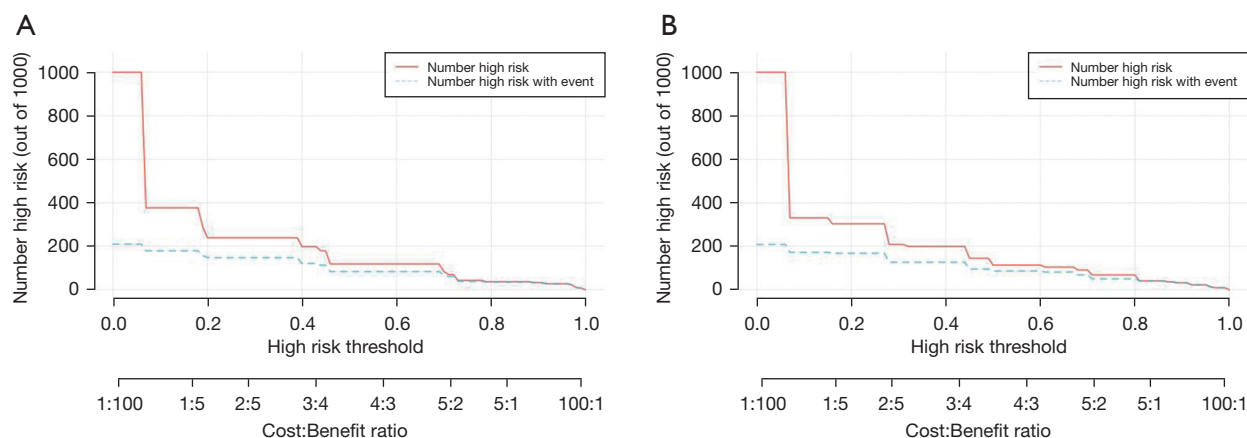 A
Number high risk (out of 1000)
1000
800
600
400
200
0
Number high risk
Number high risk with event
0.0 0.2 0.4 0.6 0.8 1.0
High risk threshold
1:100 1:5 2:5 3:4 4:3 5:2 5:1 100:1
Cost:Benefit ratio
B
Number high risk (out of 1000)
1000
800
600
400
200
0
Number high risk
Number high risk with event
0.0 0.2 0.4 0.6 0.8 1.0
High risk threshold
1:100 1:5 2:5 3:4 4:3 5:2 5:1 100:1
Cost:Benefit ratio